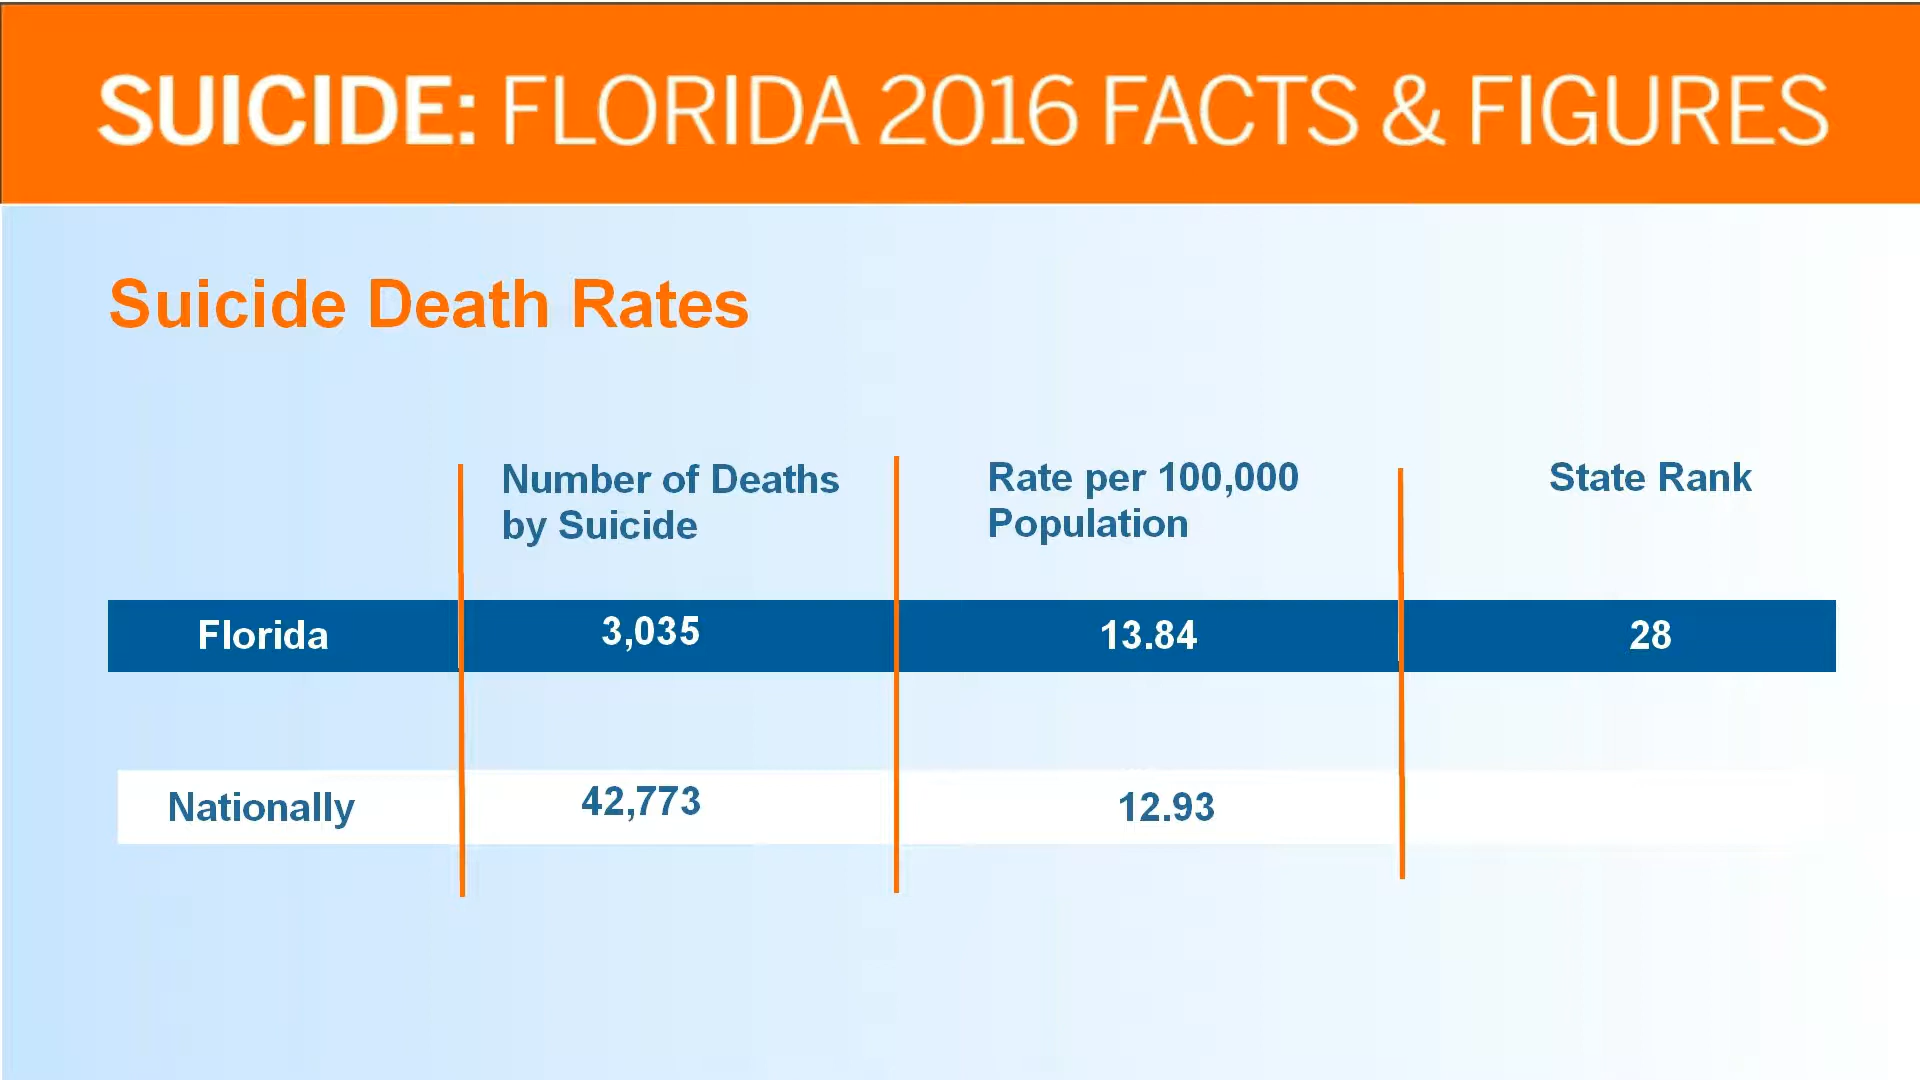 SUICIDE: FLORIDA 2016 FACTS & FIGURES
Suicide Death Rates
Number of Deaths
by Suicide
Rate per 100,000
Population
State Rank
Florida 3,035 13.84 28
Nationally 42,773 12.93